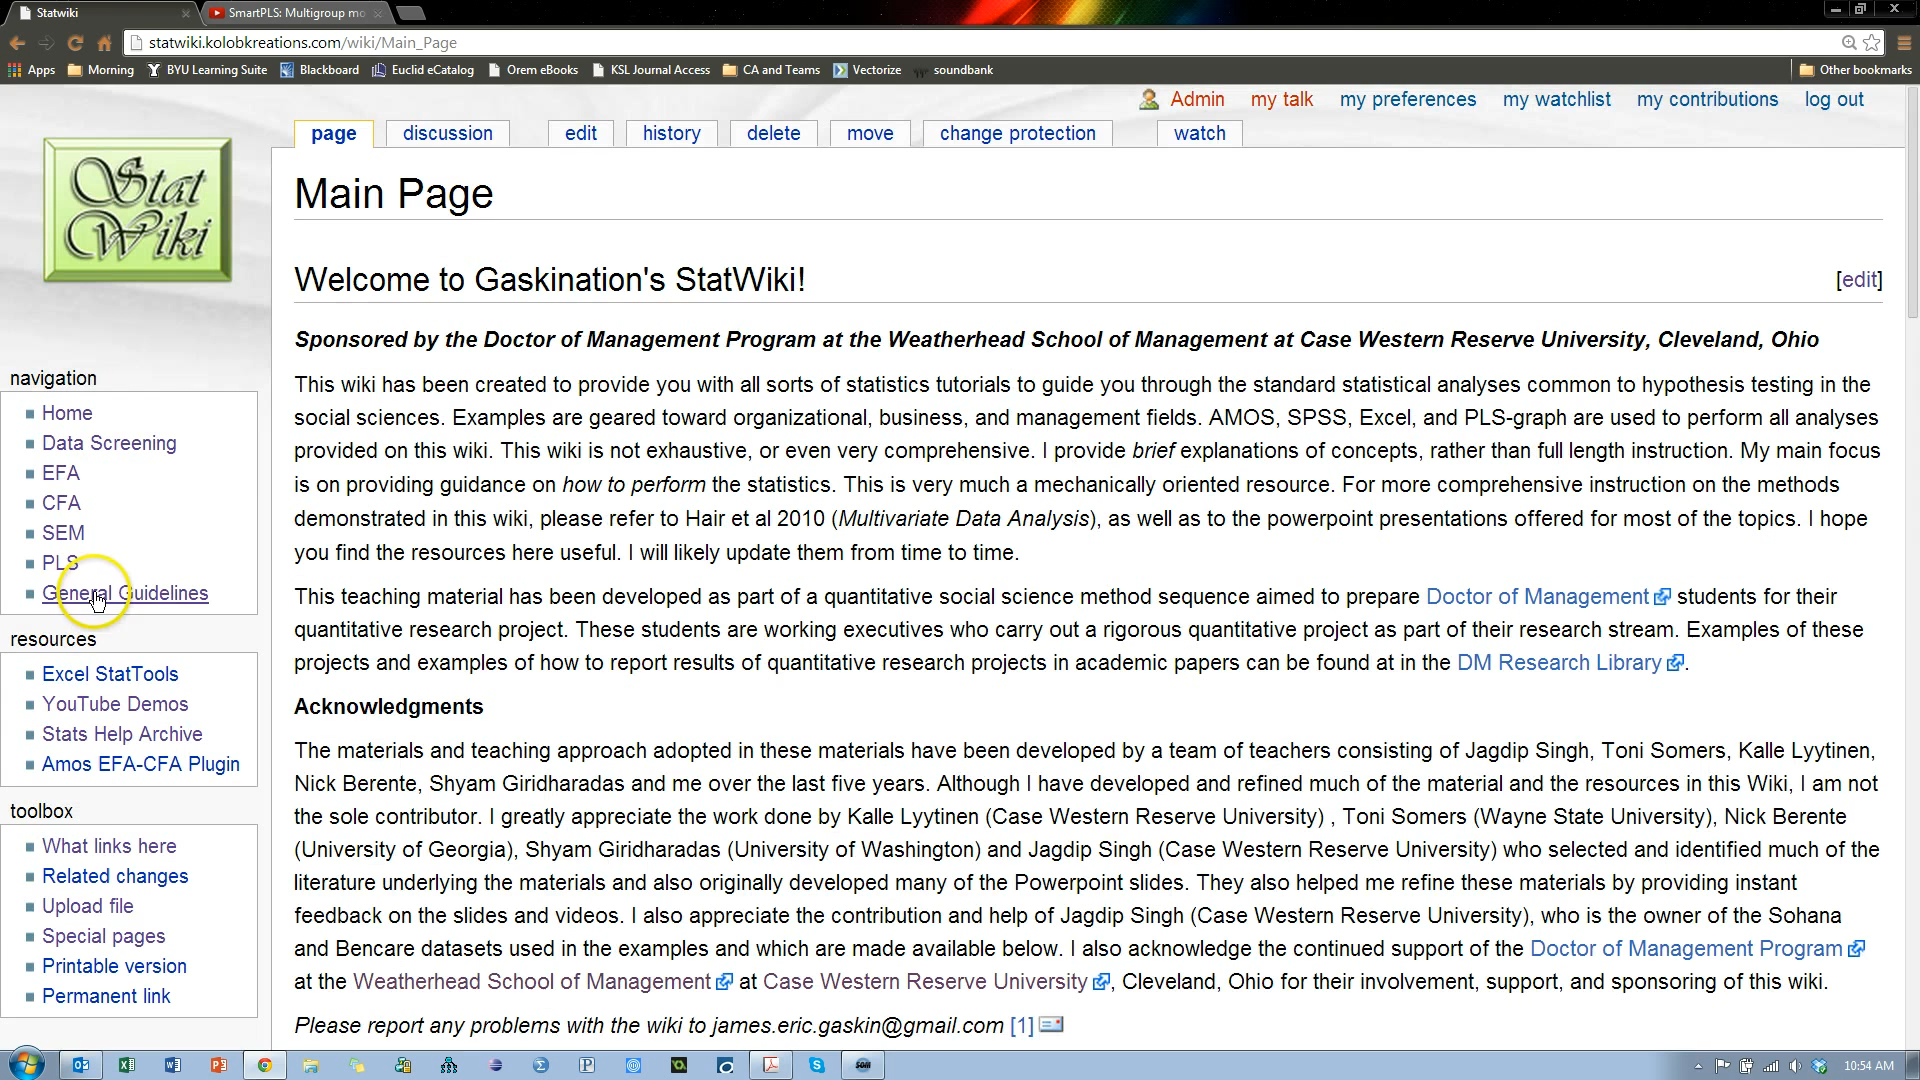 Statwiki
SmartPLS: Multigroup mo
statwiki.kolobkreations.com/wiki/Main_Page
Apps Morning BYU Learning Suite Blackboard Euclid eCatalog Orem eBooks KSL Journal Access CA and Teams Vectorize soundbank Other bookmarks
Admin my talk my preferences my watchlist my contributions log out
page discussion edit history delete move change protection watch
Stat
Wiki
Main Page
Welcome to Gaskination's StatWiki!
[edit]
Sponsored by the Doctor of Management Program at the Weatherhead School of Management at Case Western Reserve University, Cleveland, Ohio
This wiki has been created to provide you with all sorts of statistics tutorials to guide you through the standard statistical analyses common to hypothesis testing in the
social sciences. Examples are geared toward organizational, business, and management fields. AMOS, SPSS, Excel, and PLS-graph are used to perform all analyses
provided on this wiki. This wiki is not exhaustive, or even very comprehensive. I provide brief explanations of concepts, rather than full length instruction. My main focus
is on providing guidance on how to perform the statistics. This is very much a mechanically oriented resource. For more comprehensive instruction on the methods
demonstrated in this wiki, please refer to Hair et al 2010 (Multivariate Data Analysis), as well as to the powerpoint presentations offered for most of the topics. I hope
you find the resources here useful. I will likely update them from time to time.
This teaching material has been developed as part of a quantitative social science method sequence aimed to prepare Doctor of Management students for their
quantitative research project. These students are working executives who carry out a rigorous quantitative project as part of their research stream. Examples of these
projects and examples of how to report results of quantitative research projects in academic papers can be found at in the DM Research Library.
Acknowledgments
The materials and teaching approach adopted in these materials have been developed by a team of teachers consisting of Jagdip Singh, Toni Somers, Kalle Lyytinen,
Nick Berente, Shyam Giridharadas and me over the last five years. Although I have developed and refined much of the material and the resources in this Wiki, I am not
the sole contributor. I greatly appreciate the work done by Kalle Lyytinen (Case Western Reserve University) , Toni Somers (Wayne State University), Nick Berente
(University of Georgia), Shyam Giridharadas (University of Washington) and Jagdip Singh (Case Western Reserve University) who selected and identified much of the
literature underlying the materials and also originally developed many of the Powerpoint slides. They also helped me refine these materials by providing instant
feedback on the slides and videos. I also appreciate the contribution and help of Jagdip Singh (Case Western Reserve University), who is the owner of the Sohana
and Bencare datasets used in the examples and which are made available below. I also acknowledge the continued support of the Doctor of Management Program
at the Weatherhead School of Management at Case Western Reserve University, Cleveland, Ohio for their involvement, support, and sponsoring of this wiki.
Please report any problems with the wiki to james.eric.gaskin@gmail.com [1]
navigation
Home
Data Screening
EFA
CFA
SEM
PLS
General Guidelines
resources
Excel StatTools
YouTube Demos
Stats Help Archive
Amos EFA-CFA Plugin
toolbox
What links here
Related changes
Upload file
Special pages
Printable version
Permanent link
10:54 AM